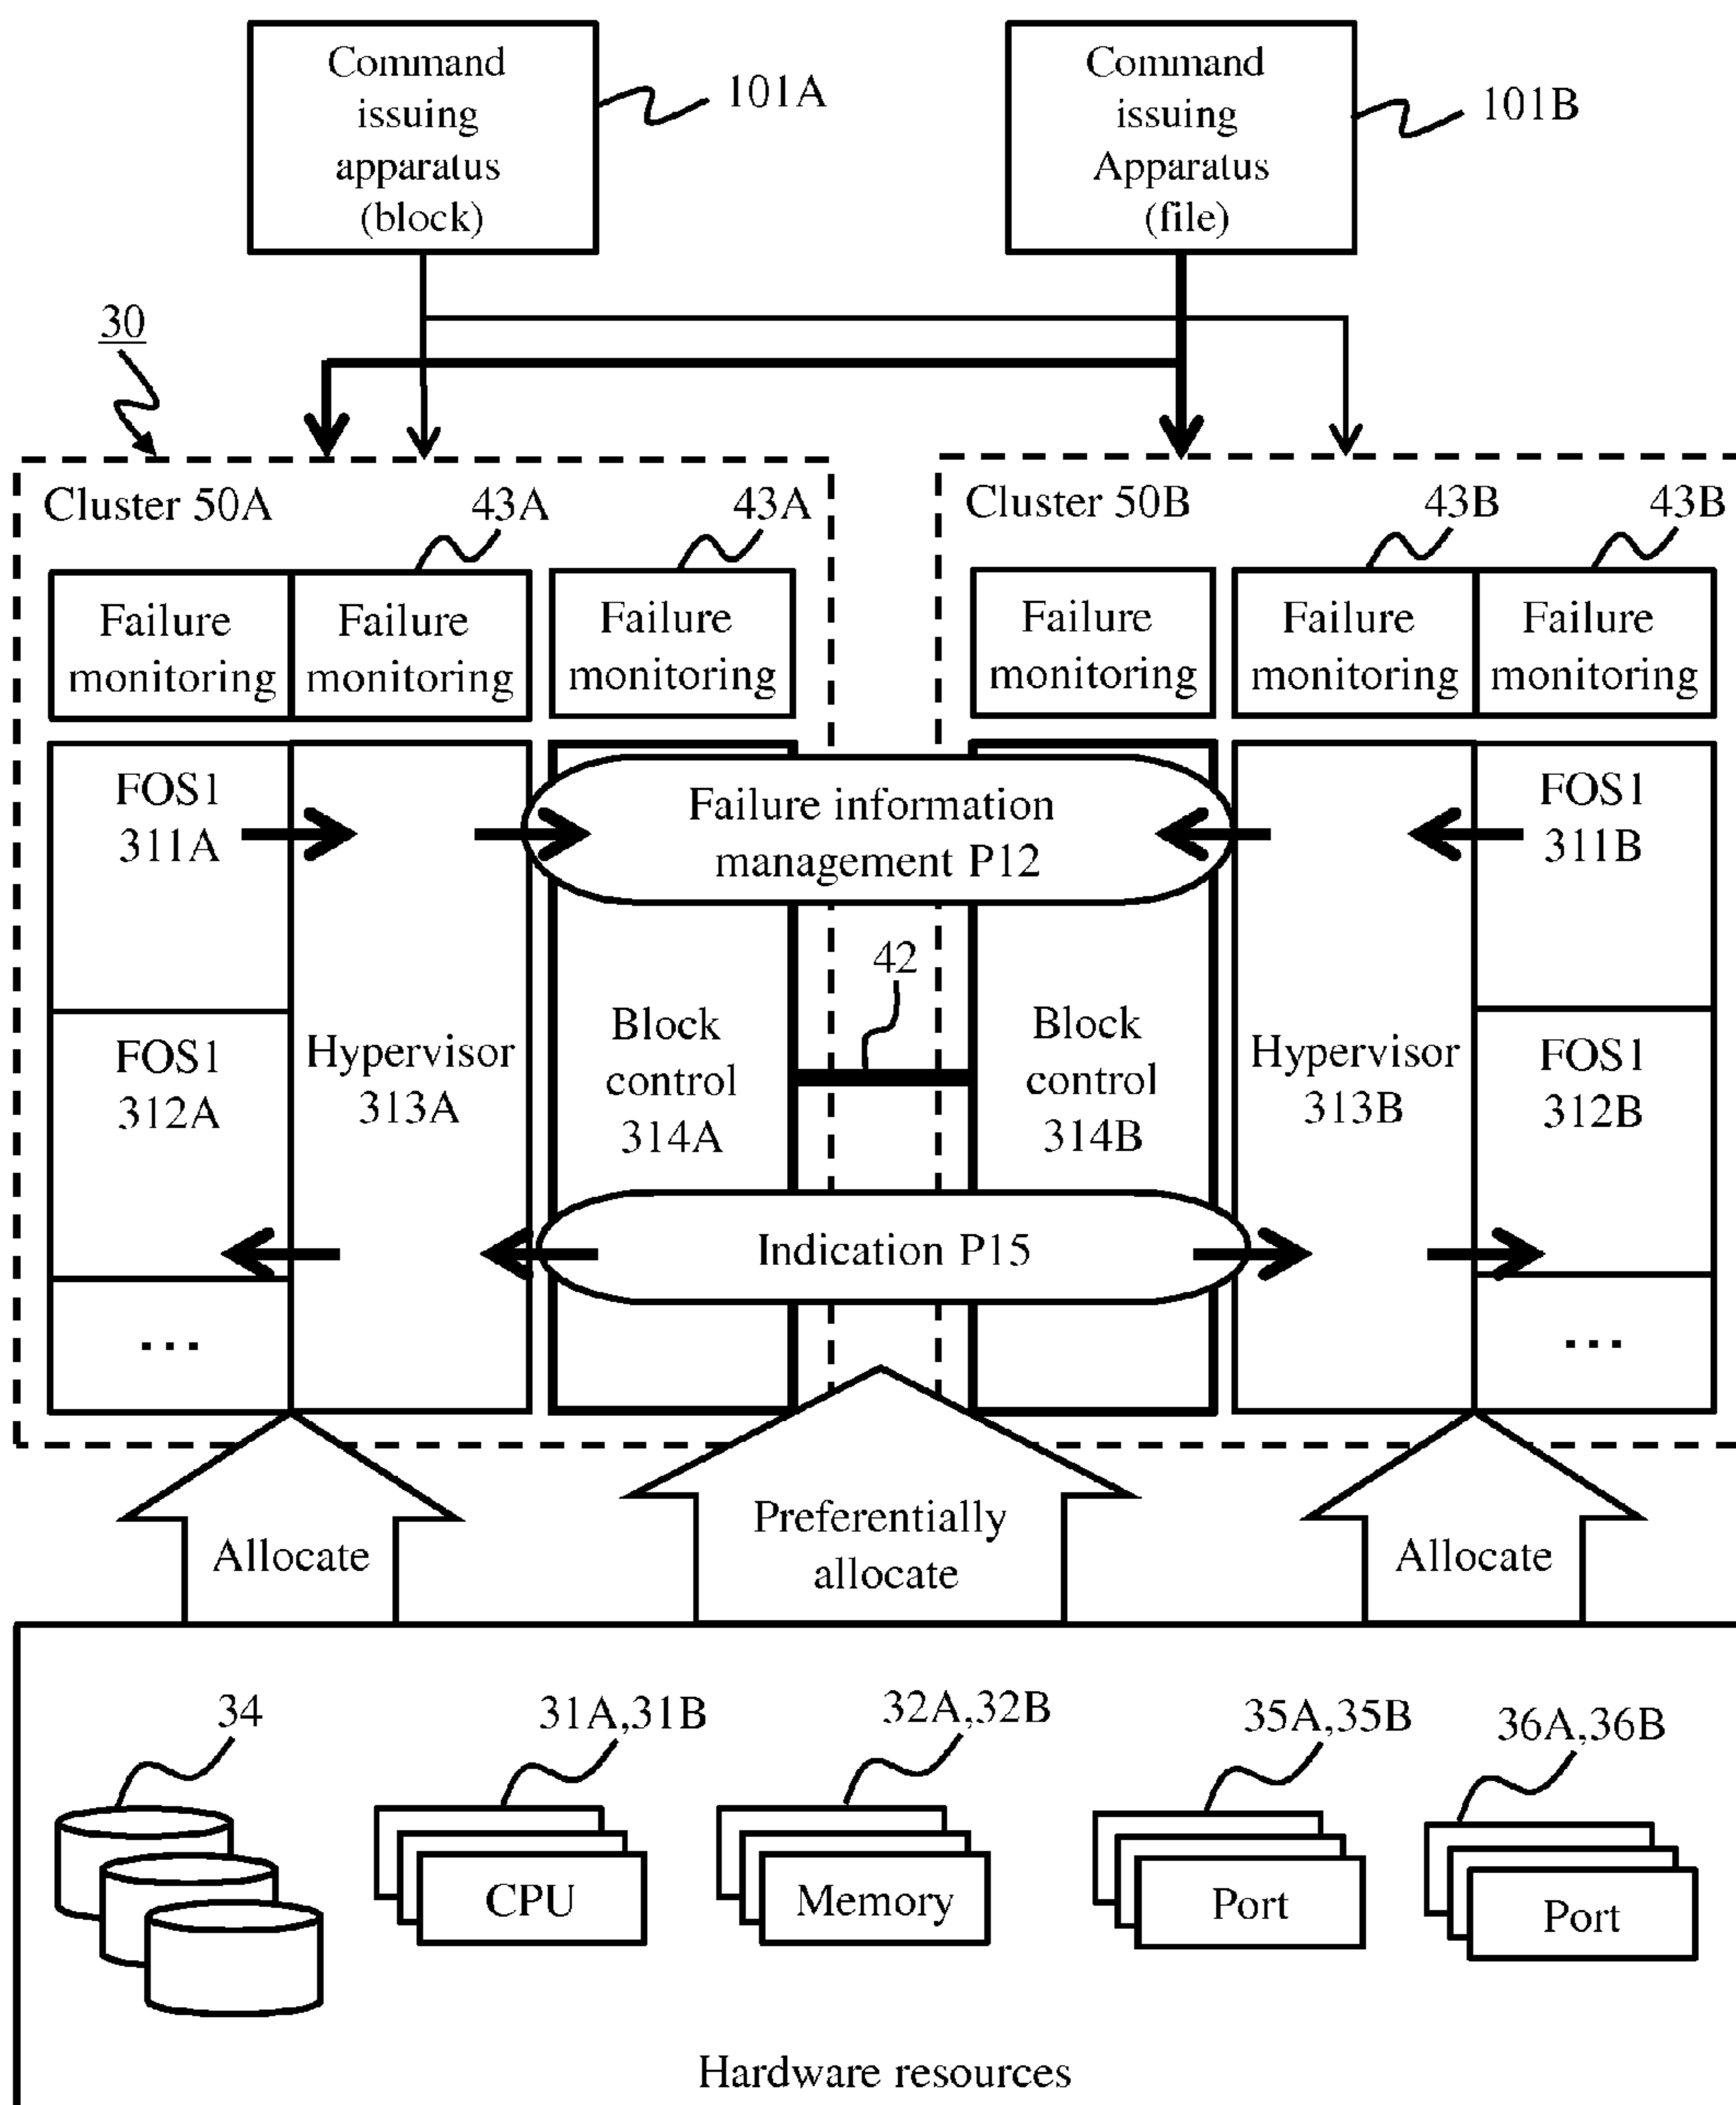 Command
issuing
apparatus
(block)
101A
Command
issuing
Apparatus
(file)
101B
30
Cluster 50A
43A
43A
Cluster 50B
43B
43B
Failure
monitoring
Failure
monitoring
Failure
monitoring
Failure
monitoring
Failure
monitoring
Failure
monitoring
FOS1
311A
Failure information
management P12
FOS1
311B
42
FOS1
312A
Hypervisor
313A
Block
control
314A
Block
control
314B
Hypervisor
313B
FOS1
312B
Indication P15
...
...
Allocate
Preferentially
allocate
Allocate
34
31A,31B
32A,32B
35A,35B
36A,36B
CPU
Memory
Port
Port
Hardware resources